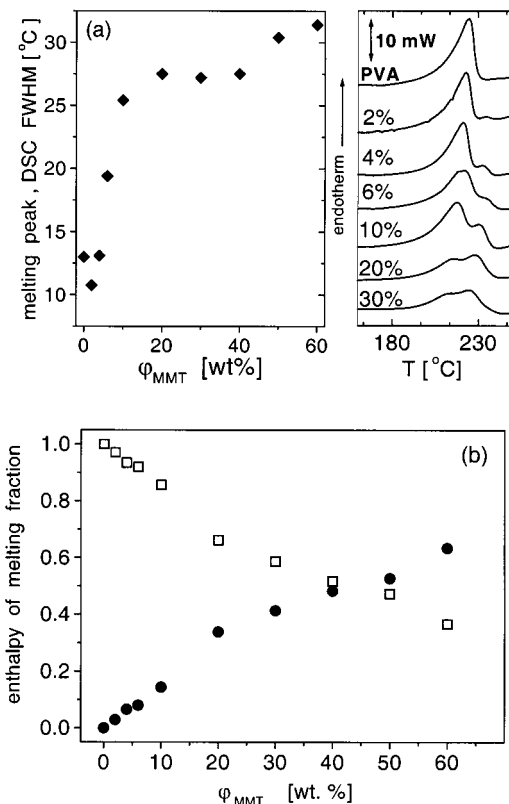 (a)
melting peak , DSC FWHM [°C]
30
25
20
15
10
0 20 40 60
φMMT [wt%]
10 mW
PVA
2%
4%
6%
10%
20%
30%
endotherm
180 230
T [°C]
(b)
enthalpy of melting fraction
1.0
0.8
0.6
0.4
0.2
0.0
0 10 20 30 40 50 60
φMMT [wt. %]